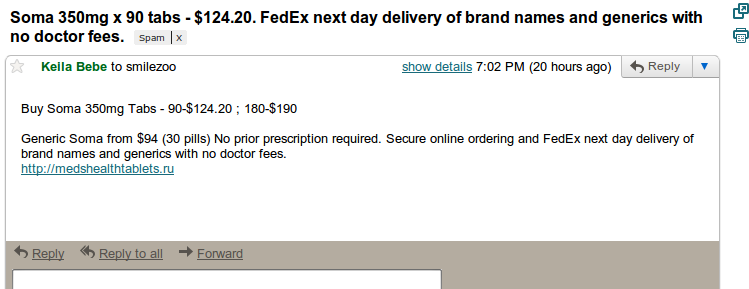 Soma 350mg x 90 tabs - $124.20. FedEx next day delivery of brand names and generics with
no doctor fees. Spam x
Keila Bebe to smilezoo show details 7:02 PM (20 hours ago) Reply
Buy Soma 350mg Tabs - 90-$124.20 ; 180-$190
Generic Soma from $94 (30 pills) No prior prescription required. Secure online ordering and FedEx next day delivery of
brand names and generics with no doctor fees.
http://medshealthtablets.ru
Reply Reply to all Forward